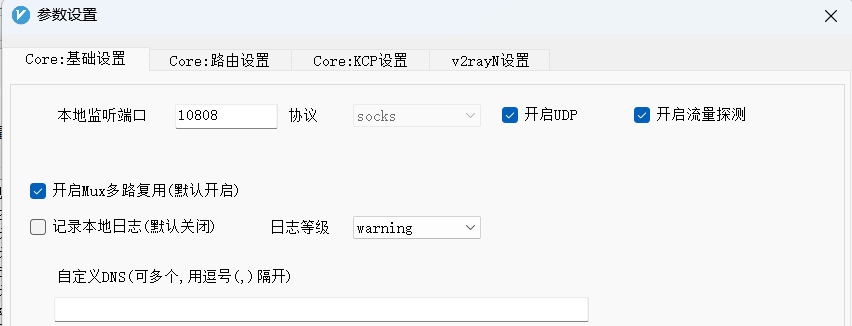 参数设置
Core:基础设置 Core:路由设置 Core:KCP设置 v2rayN设置
本地监听端口 10808 协议 socks 开启UDP 开启流量探测
开启Mux多路复用(默认开启)
记录本地日志(默认关闭) 日志等级 warning
自定义DNS(可多个,用逗号(,)隔开)